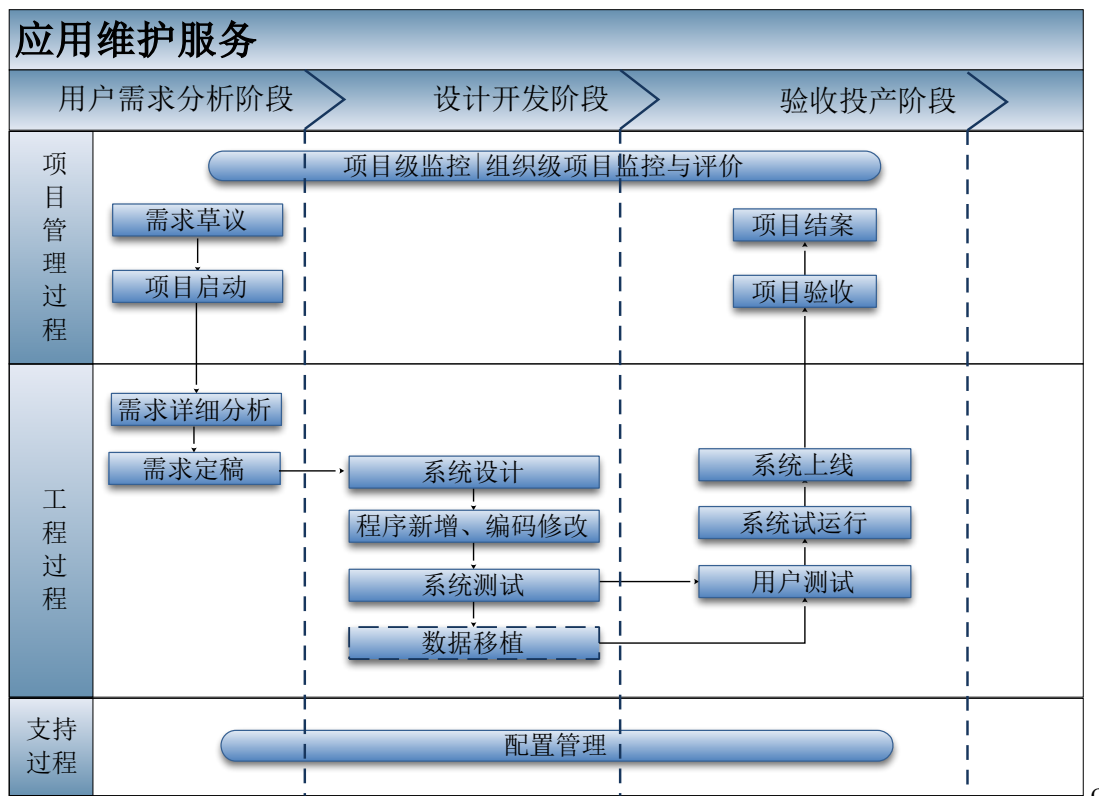 应用维护服务
用户需求分析阶段
设计开发阶段
验收投产阶段
项目管理过程
项目级监控|组织级项目监控与评价
需求草议
项目启动
项目结案
项目验收
工程过程
需求详细分析
需求定稿
系统设计
程序新增、编码修改
系统测试
数据移植
系统上线
系统试运行
用户测试
支持
过程
配置管理